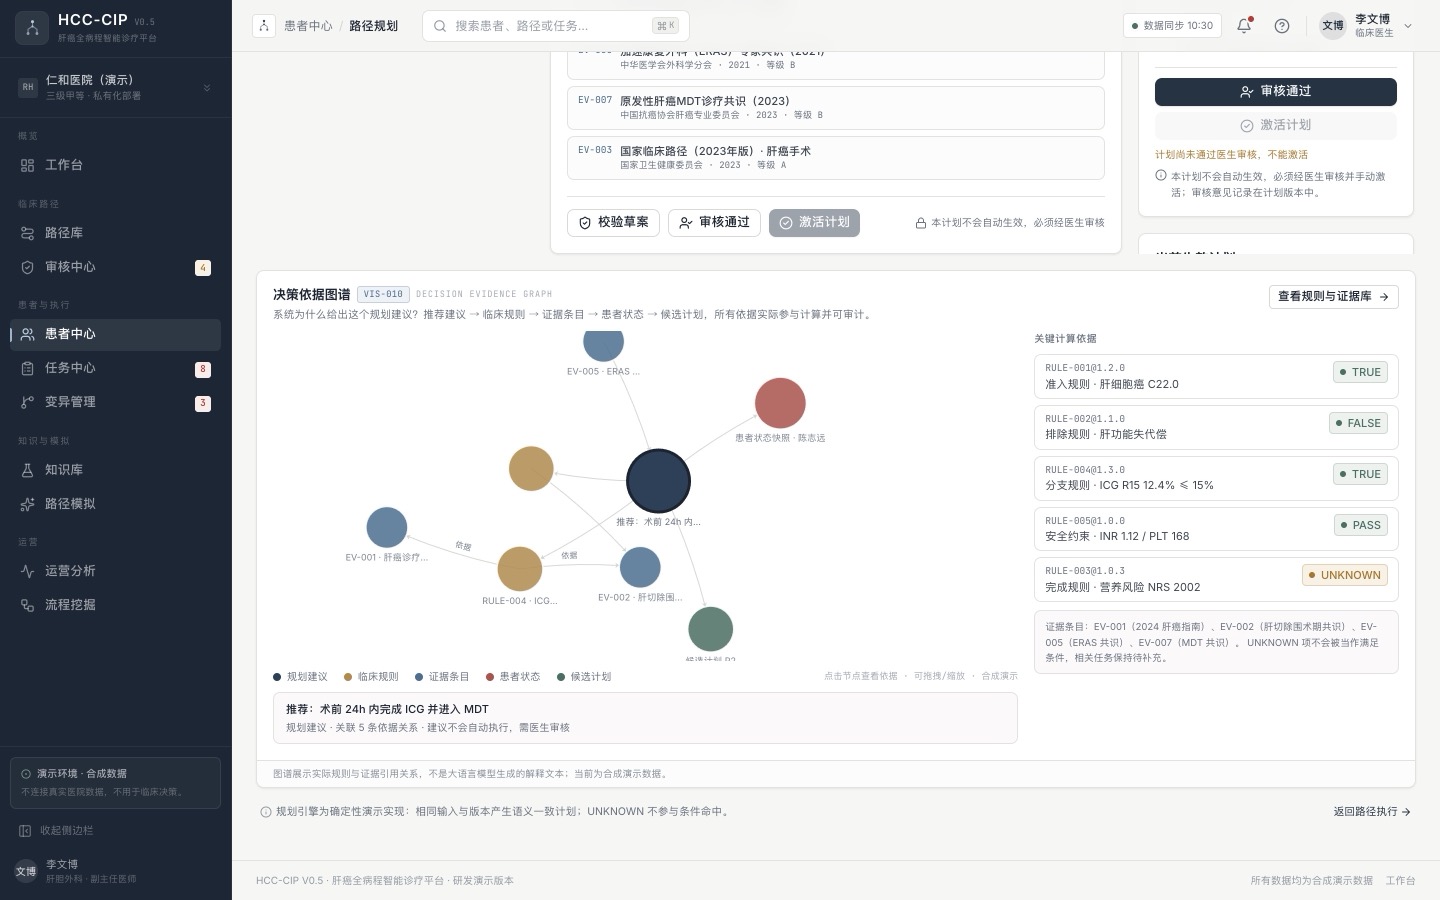 HCC-CIP V0.5
肝癌全病程智能诊疗平台
RH 仁和医院（演示）
三级甲等 · 私有化部署
概览
工作台
临床路径
路径库
审核中心 4
患者与执行
患者中心
任务中心 8
变异管理 3
知识与模拟
知识库
路径模拟
运营
运营分析
流程挖掘
演示环境 · 合成数据
不连接真实医院数据，不用于临床决策。
收起侧边栏
文博 李文博
肝胆外科 · 副主任医师
患者中心 / 路径规划
搜索患者、路径或任务... ⌘K
数据同步 10:30
文博 李文博
临床医生
中华医学会外科学分会 · 2021 · 等级 B
EV-007 原发性肝癌MDT诊疗共识（2023）
中国抗癌协会肝癌专业委员会 · 2023 · 等级 B
EV-003 国家临床路径（2023年版）· 肝癌手术
国家卫生健康委员会 · 2023 · 等级 A
校验草案 审核通过 激活计划 本计划不会自动生效，必须经医生审核
审核通过
激活计划
计划尚未通过医生审核，不能激活
本计划不会自动生效，必须经医生审核并手动激
活；审核意见记录在计划版本中。
决策依据图谱 VIS-010 DECISION EVIDENCE GRAPH
查看规则与证据库 →
系统为什么给出这个规划建议？推荐建议 → 临床规则 → 证据条目 → 患者状态 → 候选计划，所有依据实际参与计算并可审计。
EV-005 · ERAS ...
患者状态快照 · 陈志远
推荐：术前 24h 内...
EV-001 · 肝癌诊疗...
依据
依据
RULE-004 · ICG...
EV-002 · 肝切除围...
规划建议 临床规则 证据条目 患者状态 候选计划
点击节点查看依据 · 可拖拽/缩放 · 合成演示
推荐：术前 24h 内完成 ICG 并进入 MDT
规划建议 · 关联 5 条依据关系 · 建议不会自动执行，需医生审核
关键计算依据
RULE-001@1.2.0
准入规则 · 肝细胞癌 C22.0
TRUE
RULE-002@1.1.0
排除规则 · 肝功能失代偿
FALSE
RULE-004@1.3.0
分支规则 · ICG R15 12.4% ≤ 15%
TRUE
RULE-005@1.0.0
安全约束 · INR 1.12 / PLT 168
PASS
RULE-003@1.0.3
完成规则 · 营养风险 NRS 2002
UNKNOWN
证据条目：EV-001（2024 肝癌指南）、EV-002（肝切除围术期共识）、EV-
005（ERAS 共识）、EV-007（MDT 共识）。UNKNOWN 项不会被当作满足
条件，相关任务保持待补充。
图谱展示实际规则与证据引用关系，不是大语言模型生成的解释文本；当前为合成演示数据。
规划引擎为确定性演示实现：相同输入与版本产生语义一致计划；UNKNOWN 不参与条件命中。
返回路径执行 →
HCC-CIP V0.5 · 肝癌全病程智能诊疗平台 · 研发演示版本
所有数据均为合成演示数据 工作台